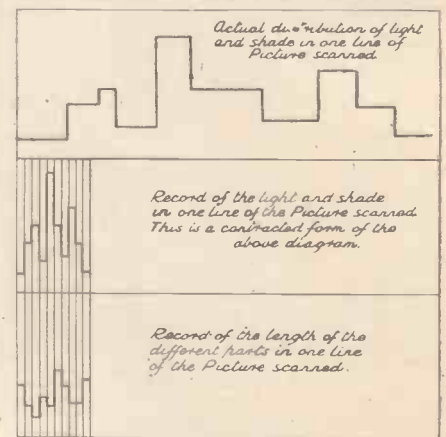 Actual distribution of light
and shade in one line of
Picture scanned
Record of the light and shade
in one line of the Picture scanned
This is a contracted form of the
above diagram.
Record of the length of the
different parts in one line
of the Picture scanned.